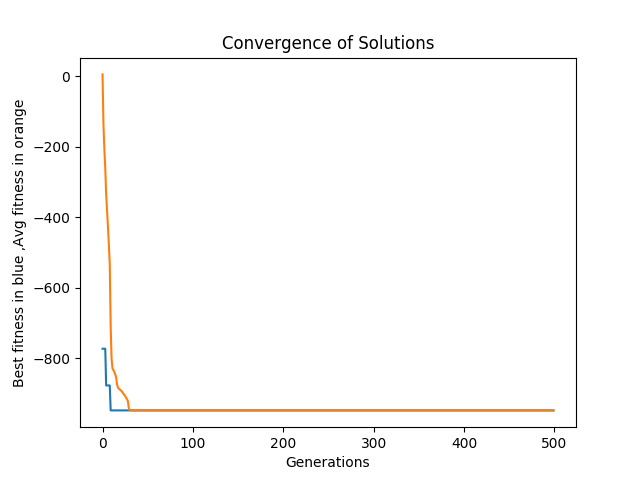 Convergence of Solutions
Best fitness in blue ,Avg fitness in orange
0
−200
−400
−600
−800
0 100 200 300 400 500
Generations